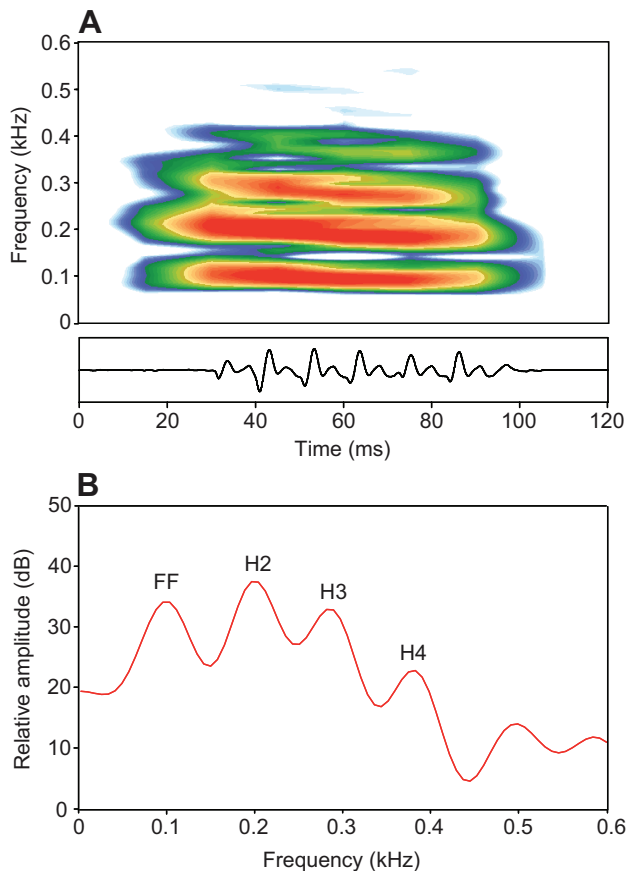 A
0.6
0.5
0.4
0.3
0.2
0.1
0
Frequency (kHz)
0 20 40 60 80 100 120
Time (ms)
B
50
40
30
20
10
0
Relative amplitude (dB)
FF
H2
H3
H4
0 0.1 0.2 0.3 0.4 0.5 0.6
Frequency (kHz)